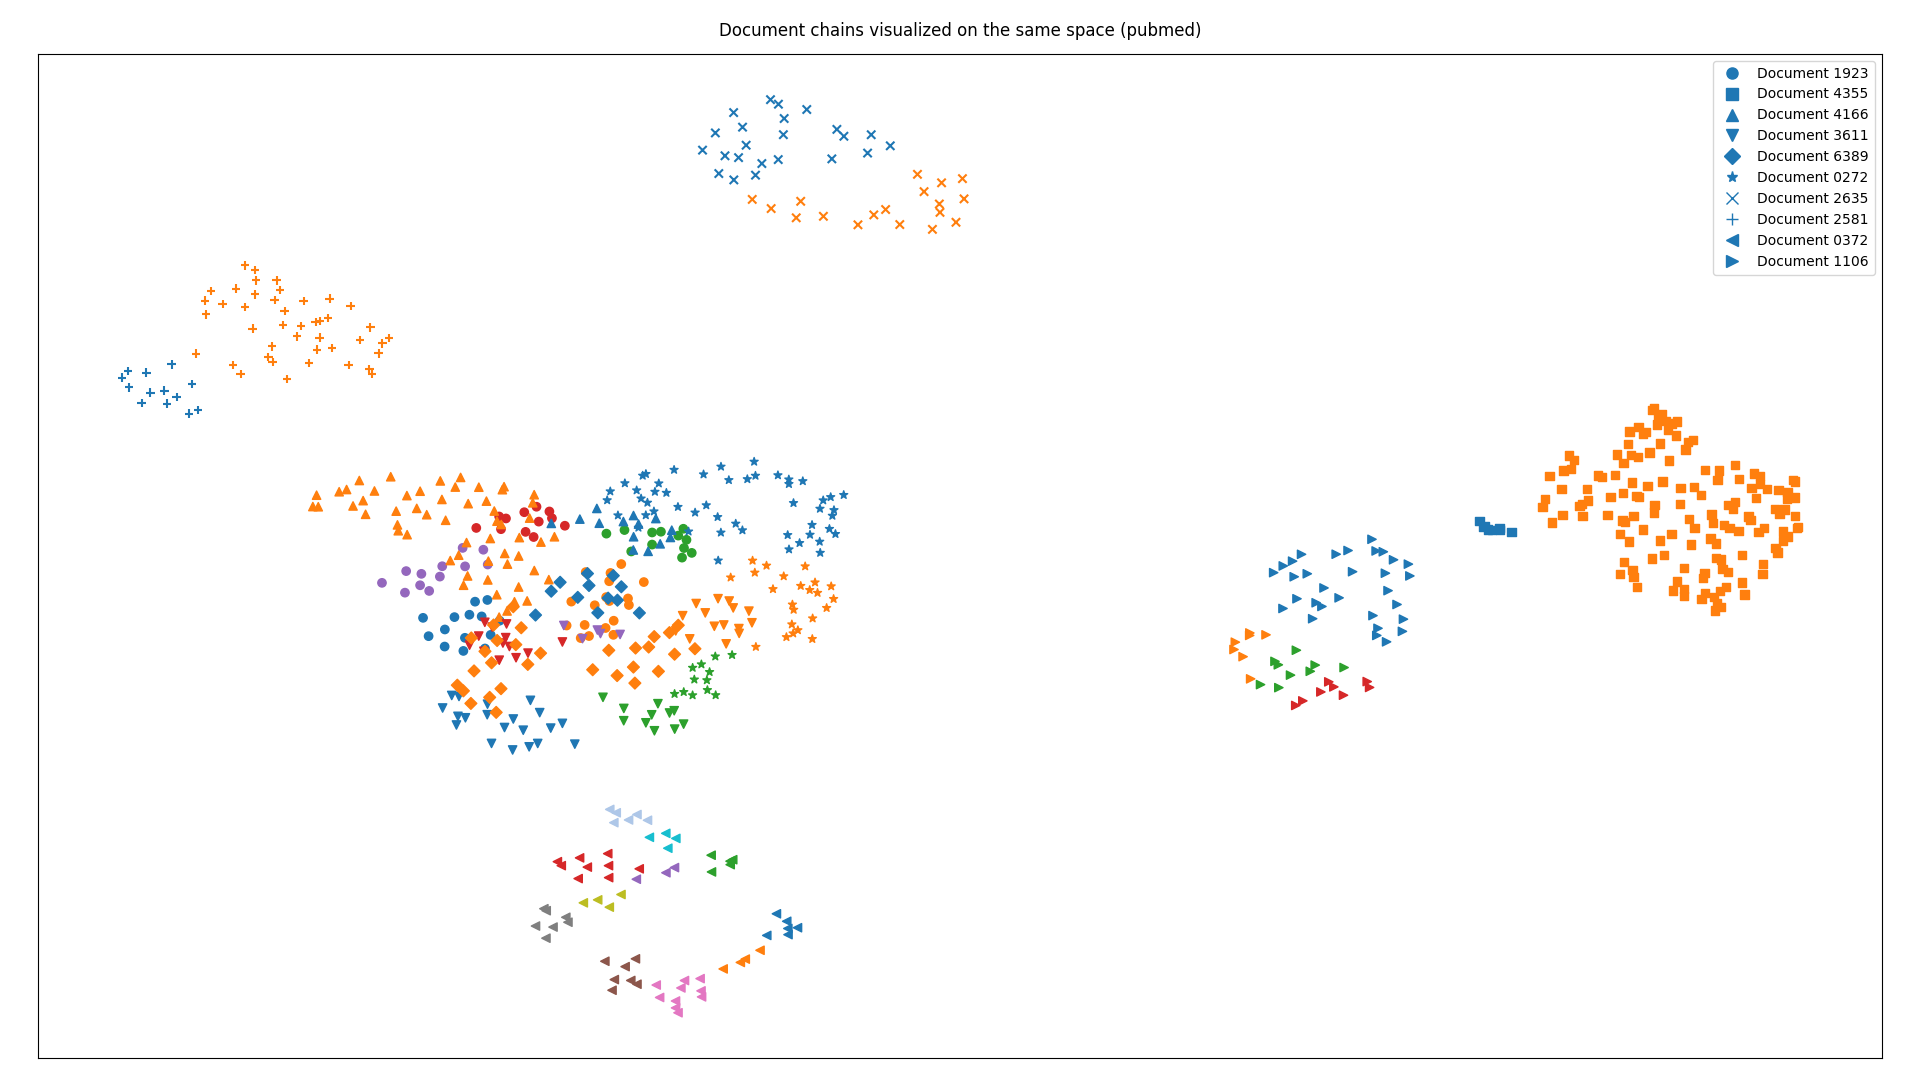 Document chains visualized on the same space (pubmed)
Document 1923
Document 4355
Document 4166
Document 3611
Document 6389
Document 0272
Document 2635
Document 2581
Document 0372
Document 1106